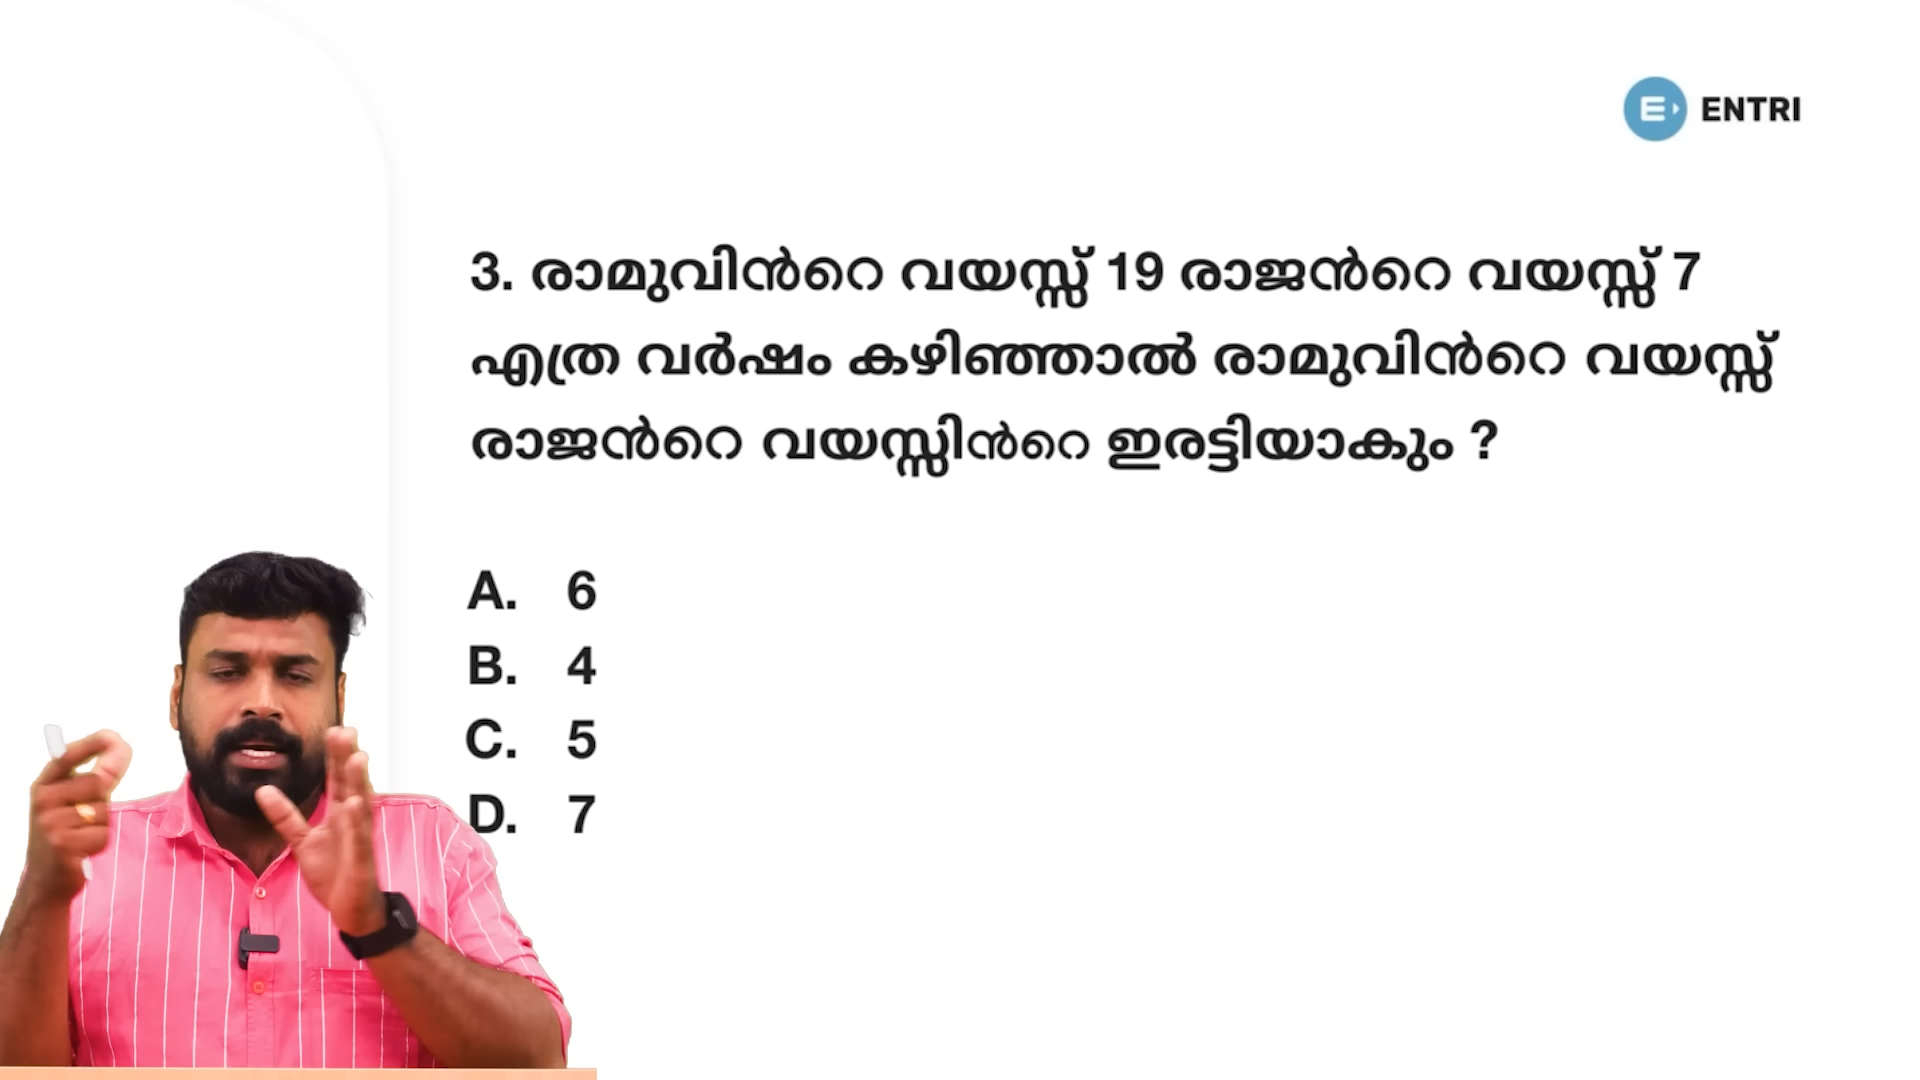 ENTRI
3. രാമുവിൻറെ വയസ്സ് 19 രാജൻറെ വയസ്സ് 7
എത്ര വർഷം കഴിഞ്ഞാൽ രാമുവിൻറെ വയസ്സ്
രാജൻറെ വയസ്സിൻറെ ഇരട്ടിയാകും ?
A. 6
B. 4
C. 5
D. 7